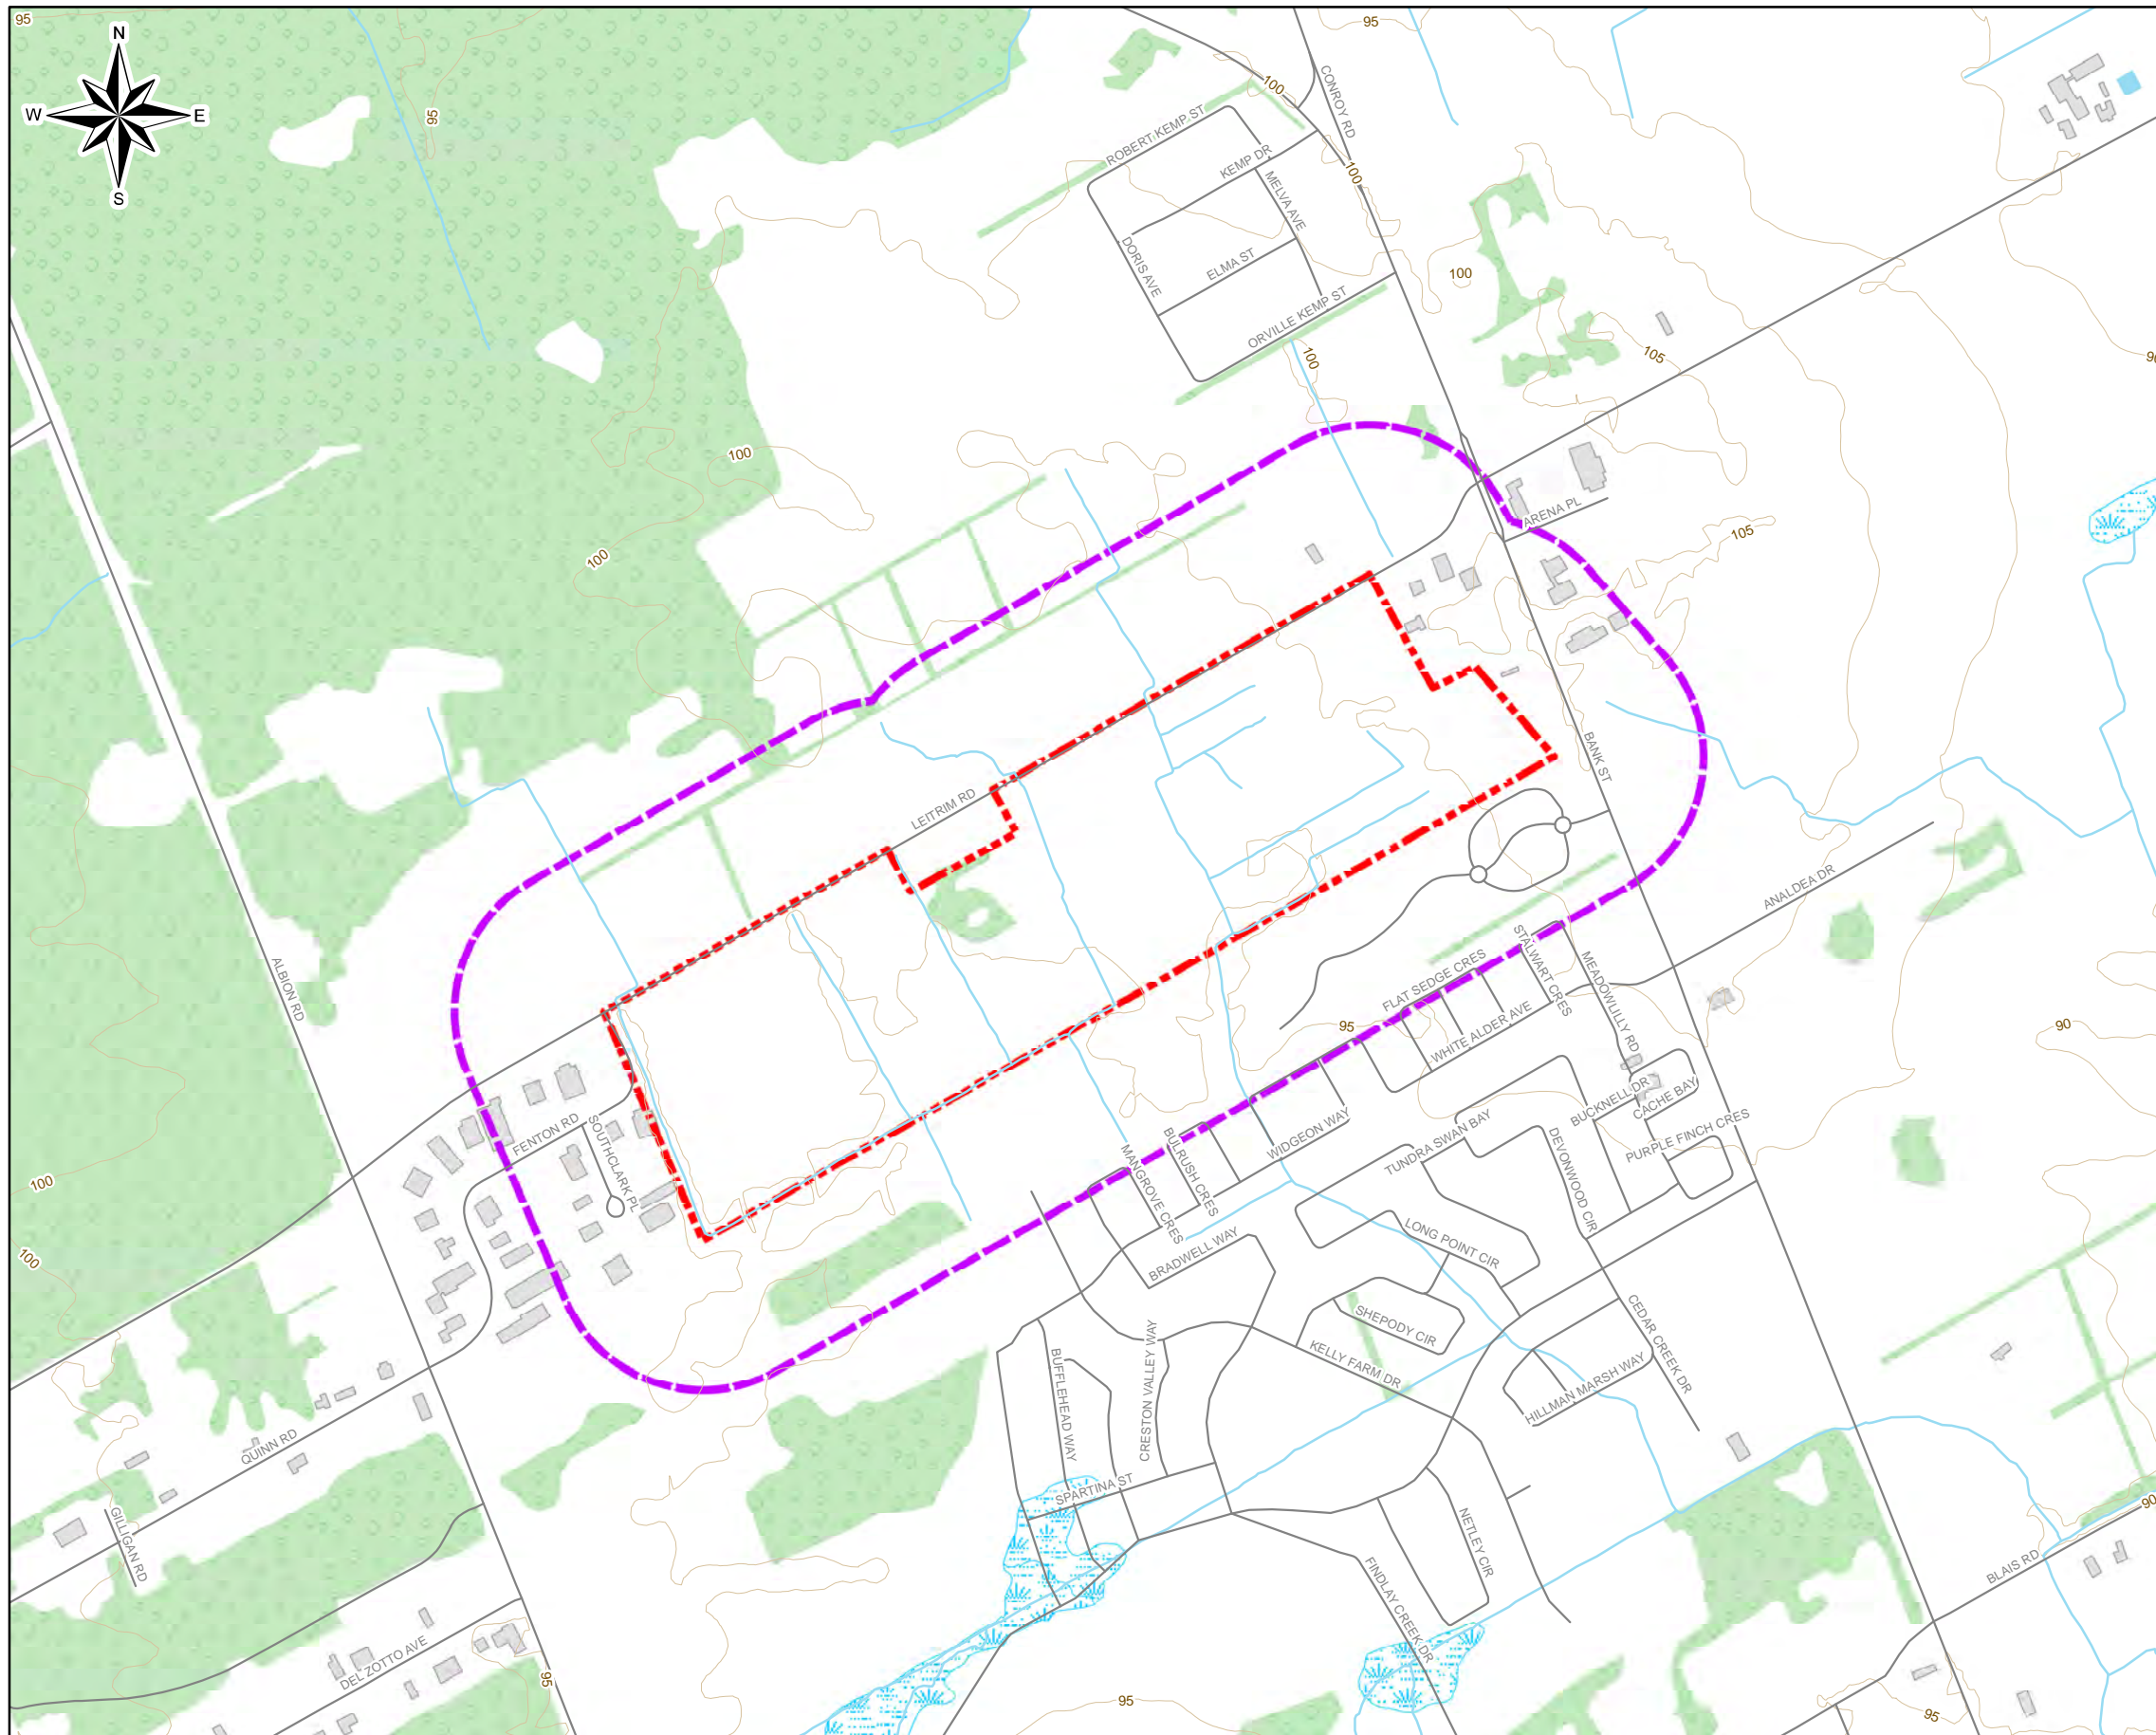 95
N
W
E
S
95
95
100
CONROY RD
ROBERT KEMP ST
KEMP DR
100
MELVA AVE
DORIS AVE
ELMA ST
100
ORVILLE KEMP ST
100
105
100
100
ARENA PL
105
BANK ST
LEITRIM RD
ANALDEA DR
ALBION RD
STALWART CRES
FLAT SEDGE CRES
MEADOWLILLY RD
95
WHITE ALDER AVE
90
FENTON RD
SOUTHCLARK PL
BUCKNELL DR
CACHE BAY
TUNDRA SWAN BAY
DEVONWOOD CIR
PURPLE FINCH CRES
WIDGEON WAY
BULRUSH CRES
MANGROVE CRES
100
100
BRADWELL WAY
LONG POINT CIR
SHEPODY CIR
CEDAR CREEK DR
KELLY FARM DR
HILLMAN MARSH WAY
BUFFLEHEAD WAY
CRESTON VALLEY WAY
QUINN RD
SPARTINA ST
90
GILLIGAN RD
NETLEY CIR
FINDLAY CREEK DR
BLAIS RD
DEL ZOTTO AVE
95
95
95